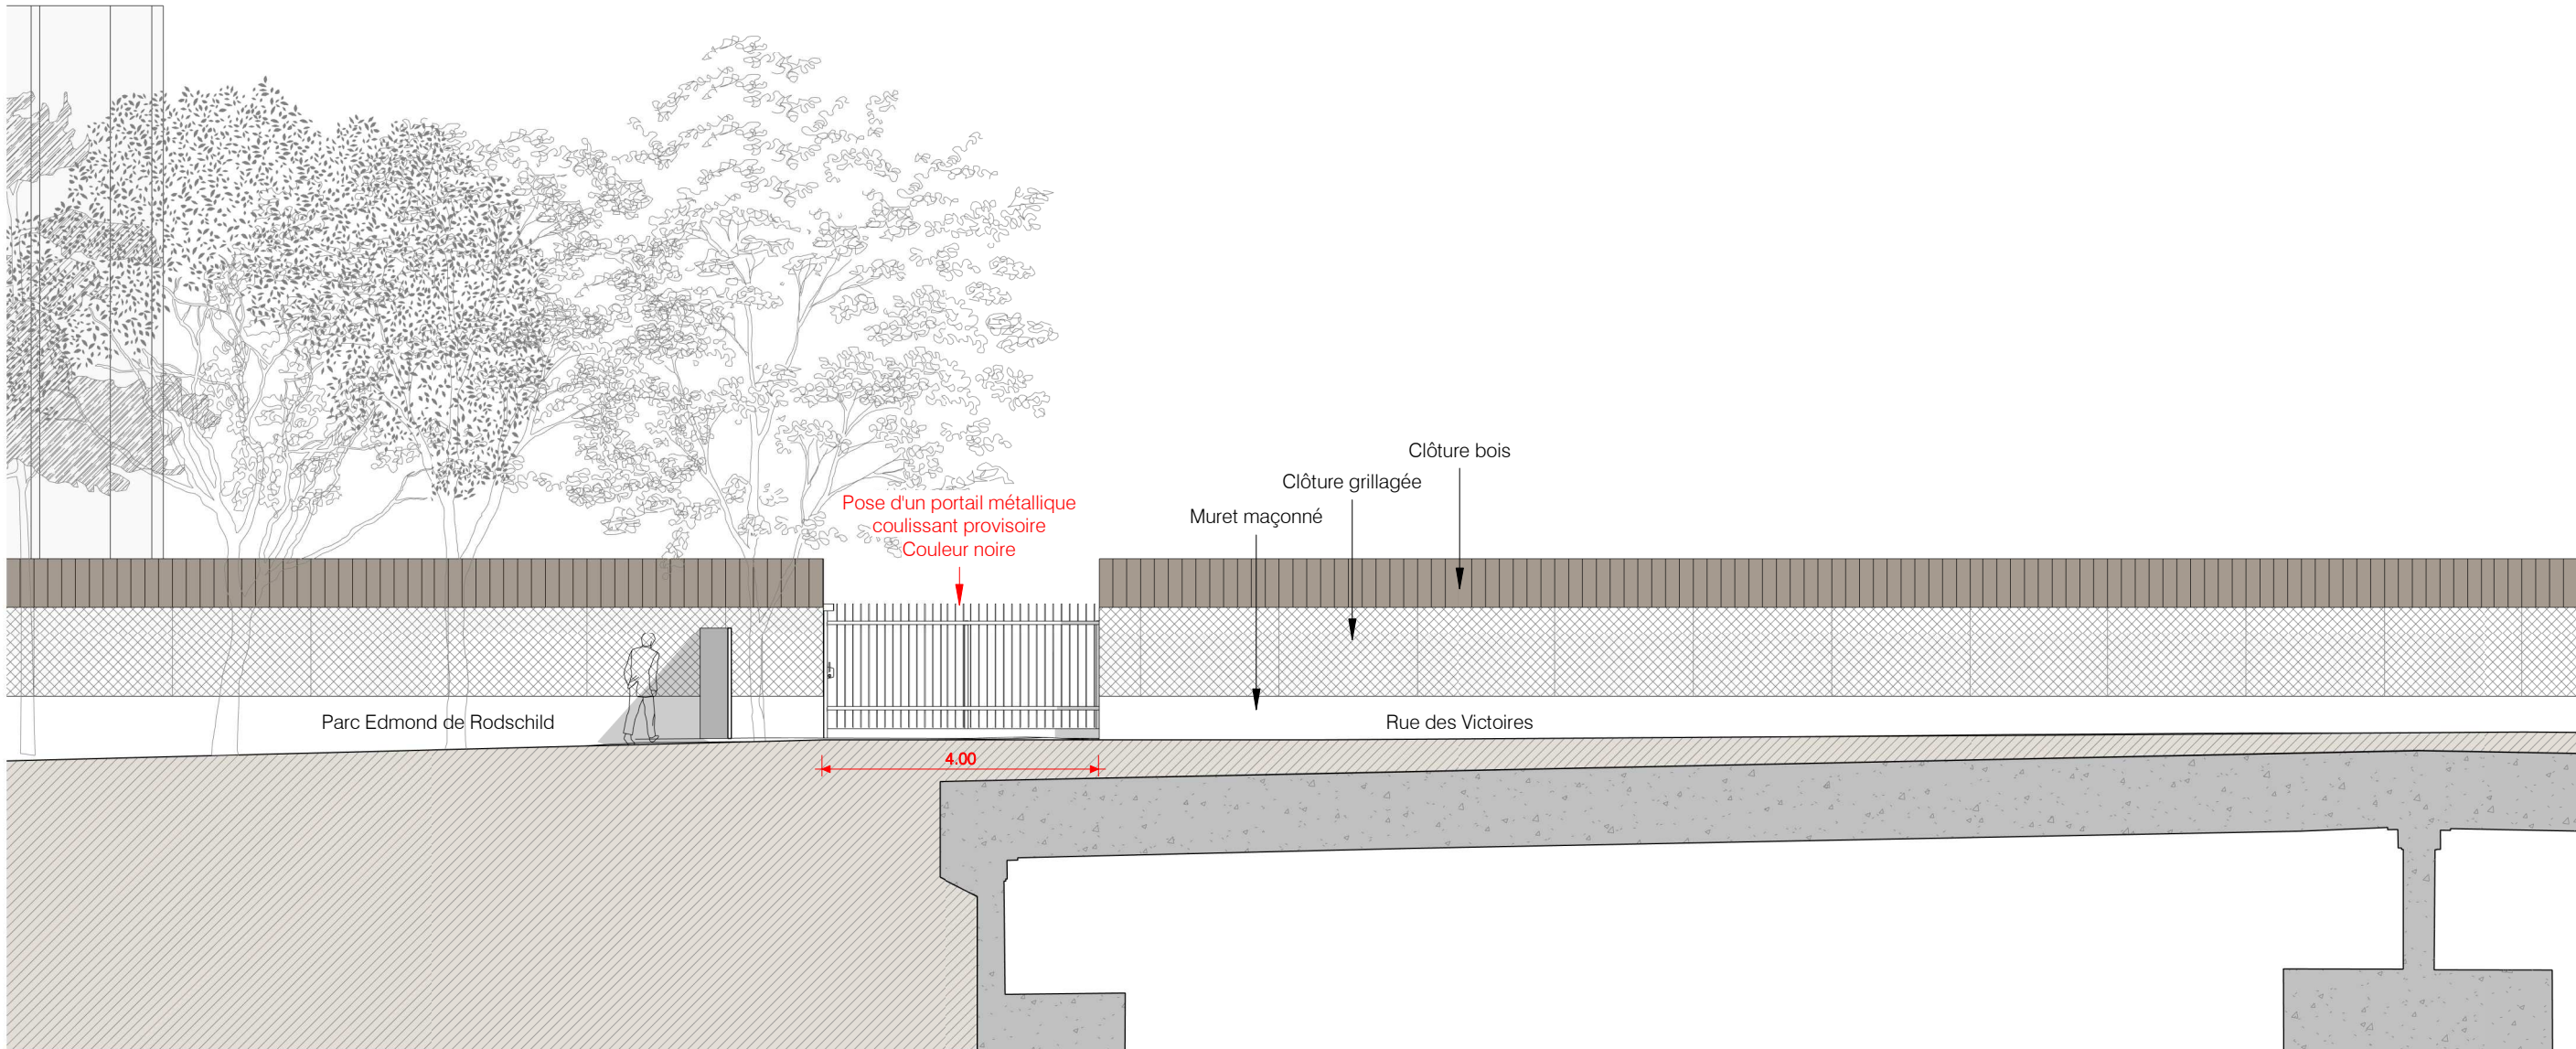 Clôture bois
Clôture grillagée
Muret maçonné
Pose d'un portail métallique
coulissant provisoire
Couleur noire
Parc Edmond de Rodschild
Rue des Victoires
4.00